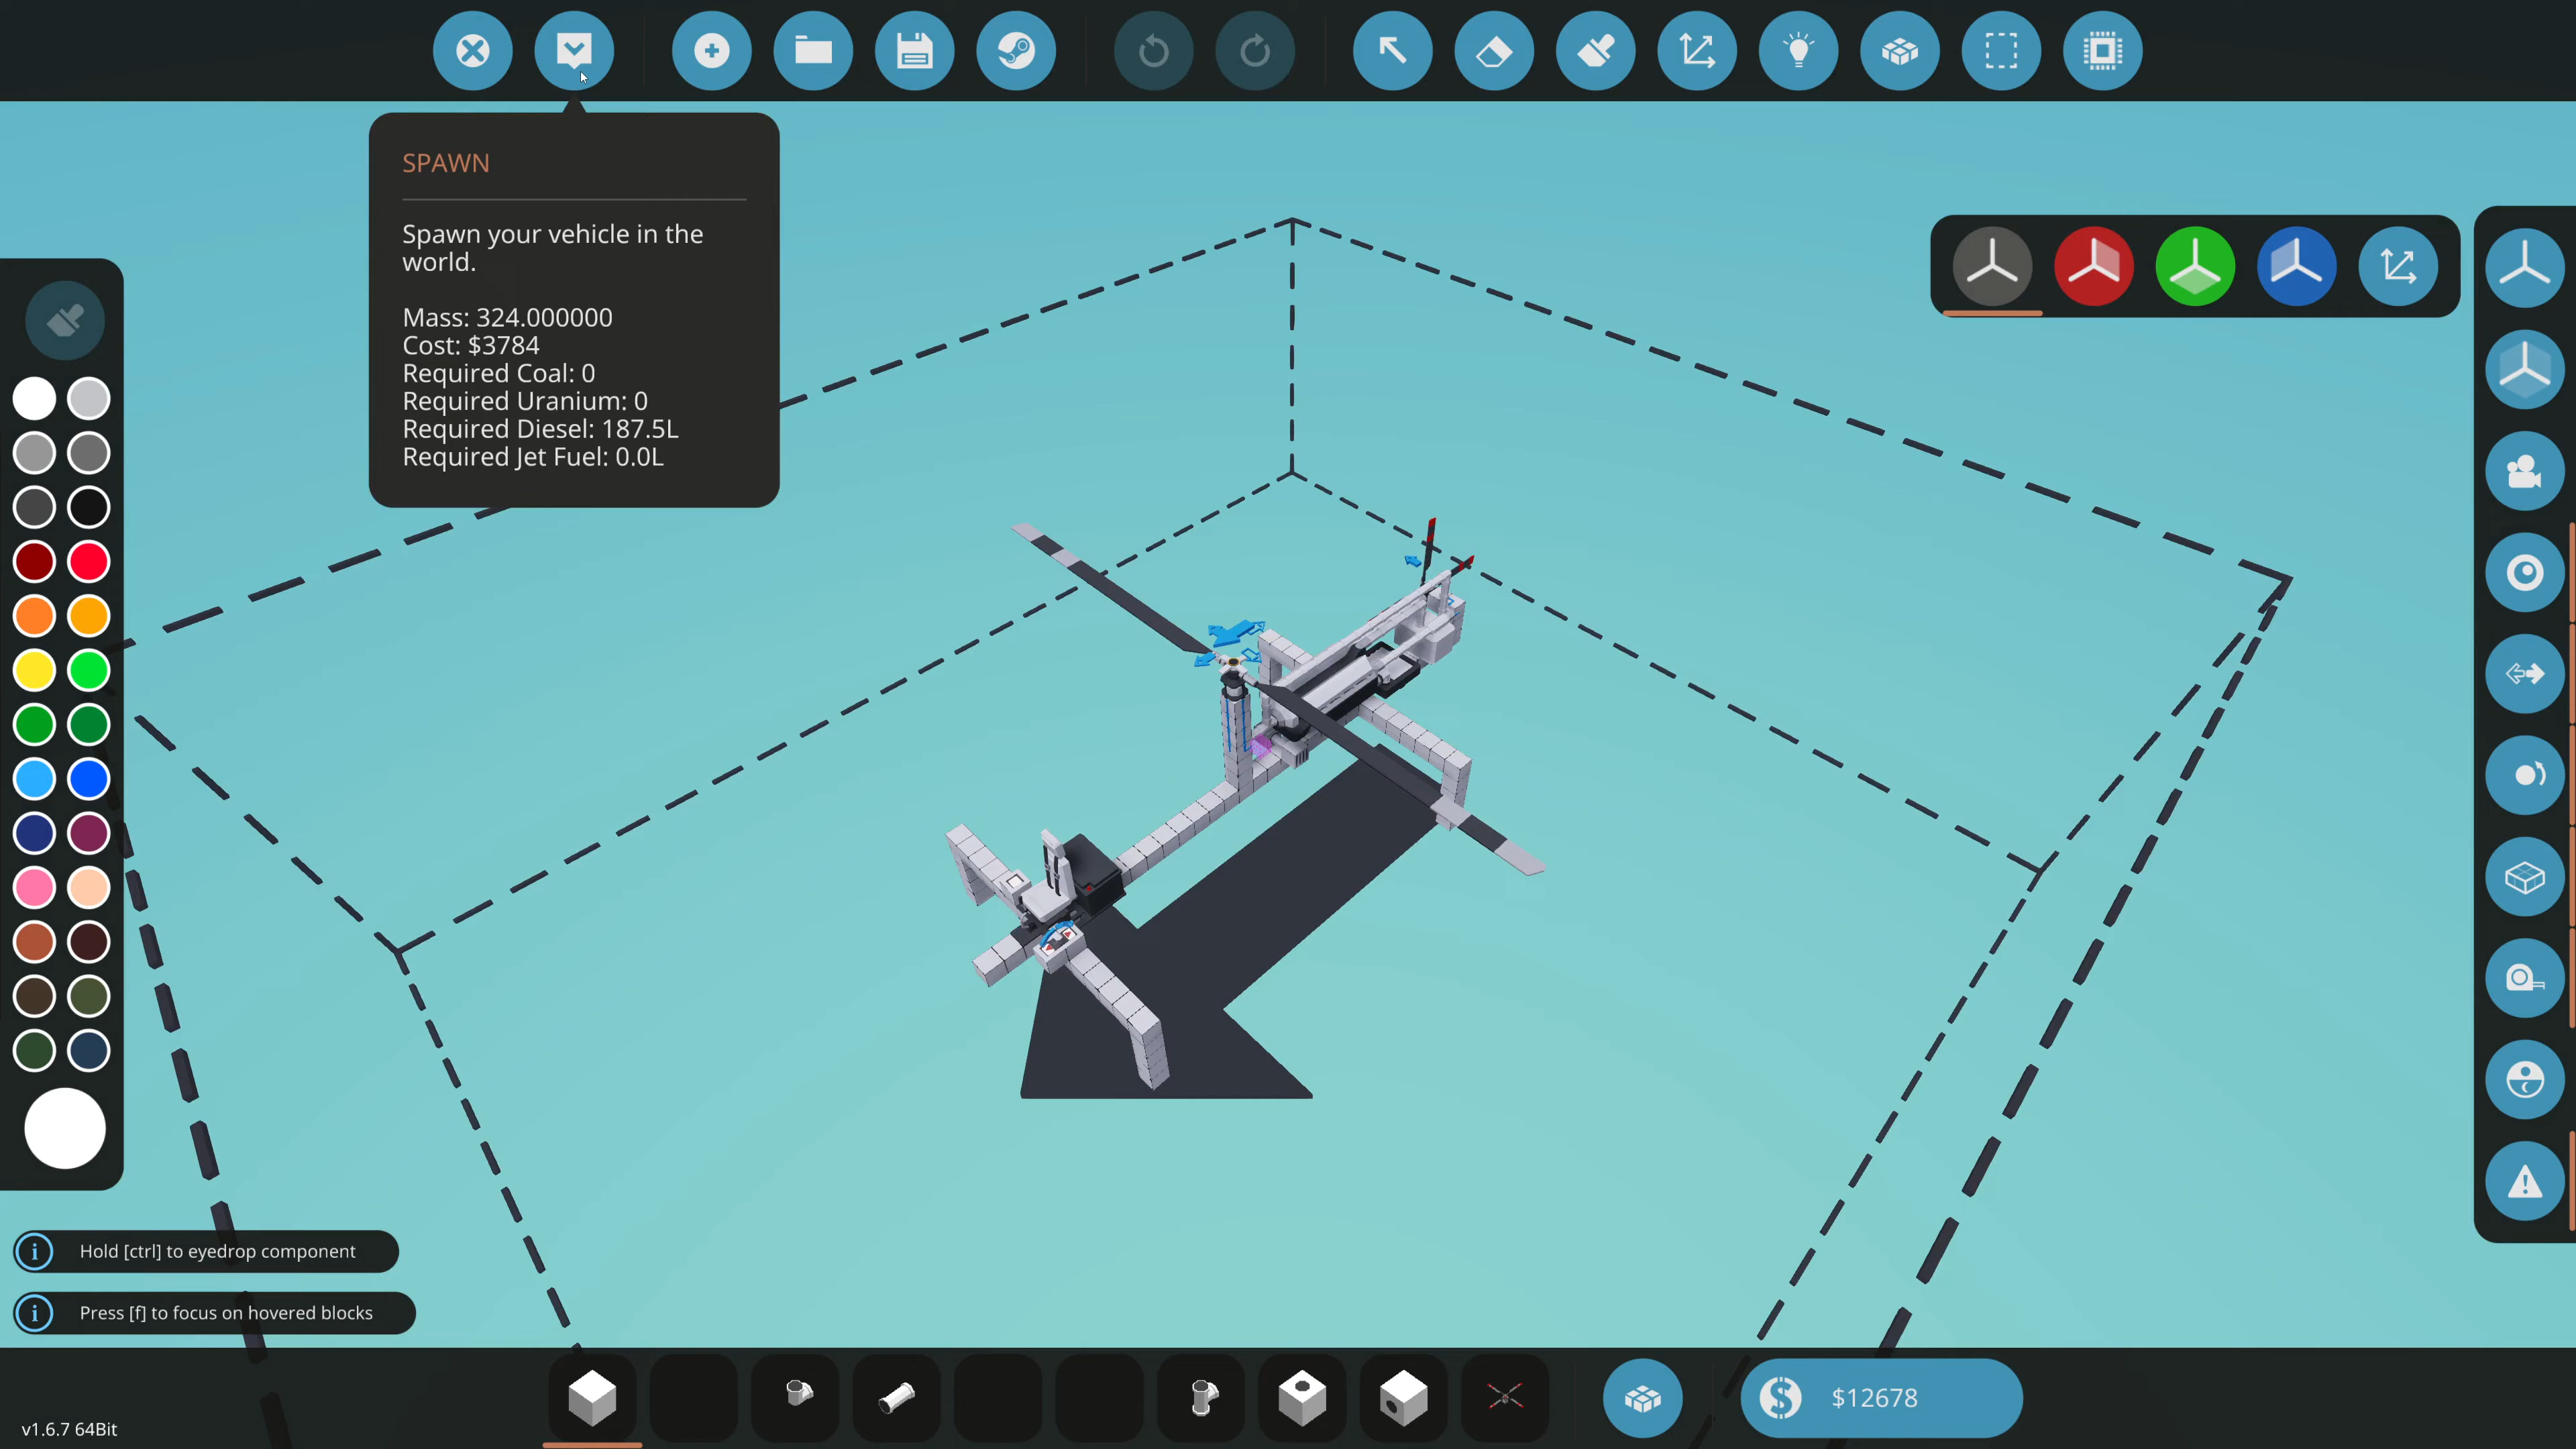 SPAWN
Spawn your vehicle in the
world.
Mass: 324.000000
Cost: $3784
Required Coal: 0
Required Uranium: 0
Required Diesel: 187.5L
Required Jet Fuel: 0.0L
Hold [ctrl] to eyedrop component
Press [f] to focus on hovered blocks
$12678
v1.6.7 64Bit